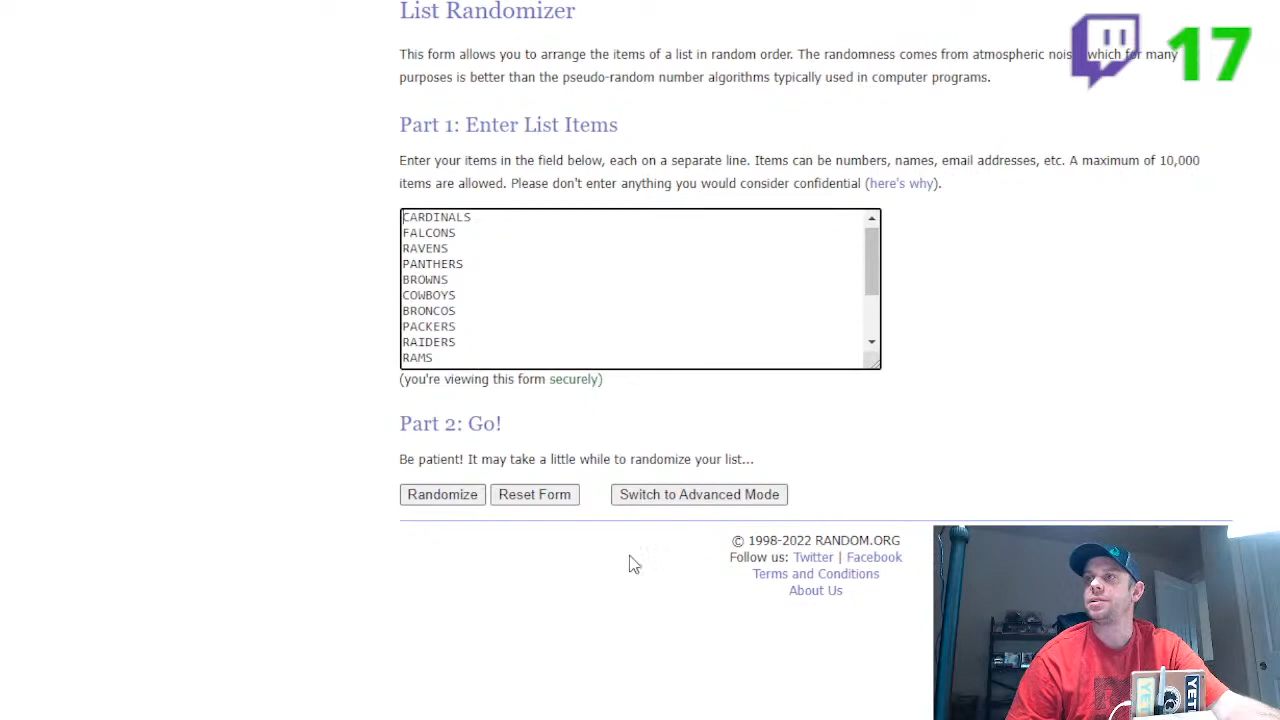 List Randomizer
17
This form allows you to arrange the items of a list in random order. The randomness comes from atmospheric noise, which for many
purposes is better than the pseudo-random number algorithms typically used in computer programs.
Part 1: Enter List Items
Enter your items in the field below, each on a separate line. Items can be numbers, names, email addresses, etc. A maximum of 10,000
items are allowed. Please don't enter anything you would consider confidential (here's why).
CARDINALS
FALCONS
RAVENS
PANTHERS
BROWNS
COWBOYS
BRONCOS
PACKERS
RAIDERS
RAMS
(you're viewing this form securely)
Part 2: Go!
Be patient! It may take a little while to randomize your list...
Randomize Reset Form Switch to Advanced Mode
© 1998-2022 RANDOM.ORG
Follow us: Twitter | Facebook
Terms and Conditions
About Us
YETI
YETI